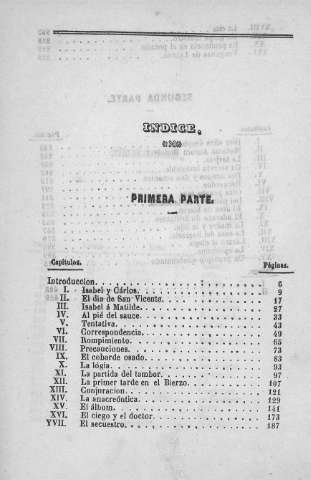 INDICE.
PRIMERA PARTE.
Capítulos. Páginas.
Introduccion. 6
I. Isabel y Cárlos. 9
II. El dia de San Vicente. 17
III. Isabel á Matilde. 27
IV. Al pié del sauce. 33
V. Tentativa. 43
VI. Correspondencia. 49
VII. Rompimiento. 65
VIII. Precauciones. 73
IX. El cobarde osado. 83
X. La lógia. 93
XI. La partida del tambor. 97
XII. La primer tarde en el Bierzo. 107
XIII. Conjuracion. 121
XIV. La anacreóntica. 129
XV. El álbum. 141
XVI. El ciego y el doctor. 173
XVII. El secuestro. 187